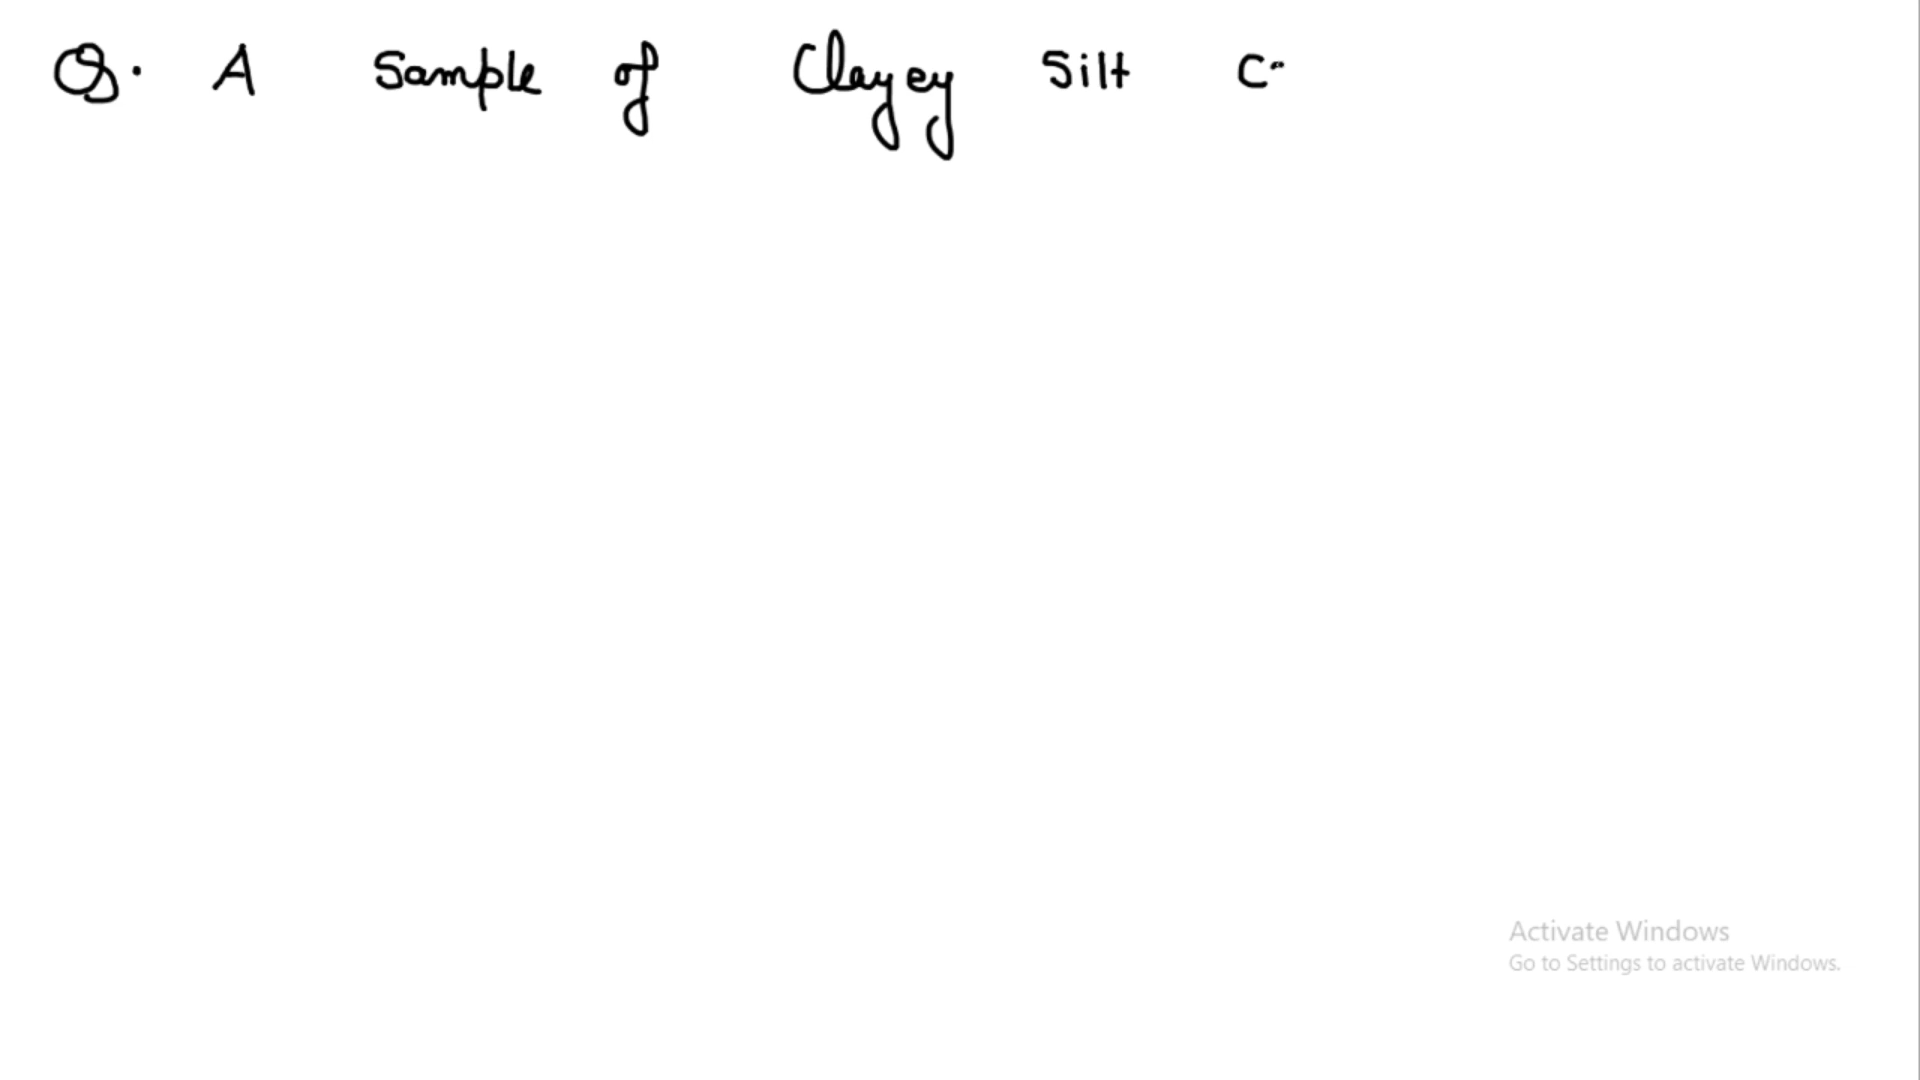 Q. A Sample of Clayey Silt
Activate Windows
Go to Settings to activate Windows.